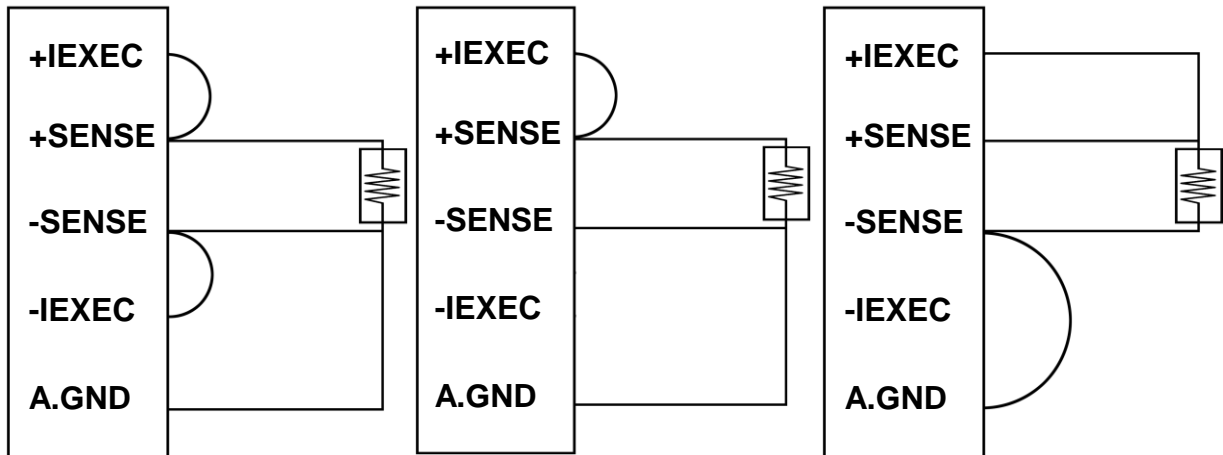 +IEXEC
+SENSE
-SENSE
-IEXEC
A.GND
+IEXEC
+SENSE
-SENSE
-IEXEC
A.GND
+IEXEC
+SENSE
-SENSE
-IEXEC
A.GND